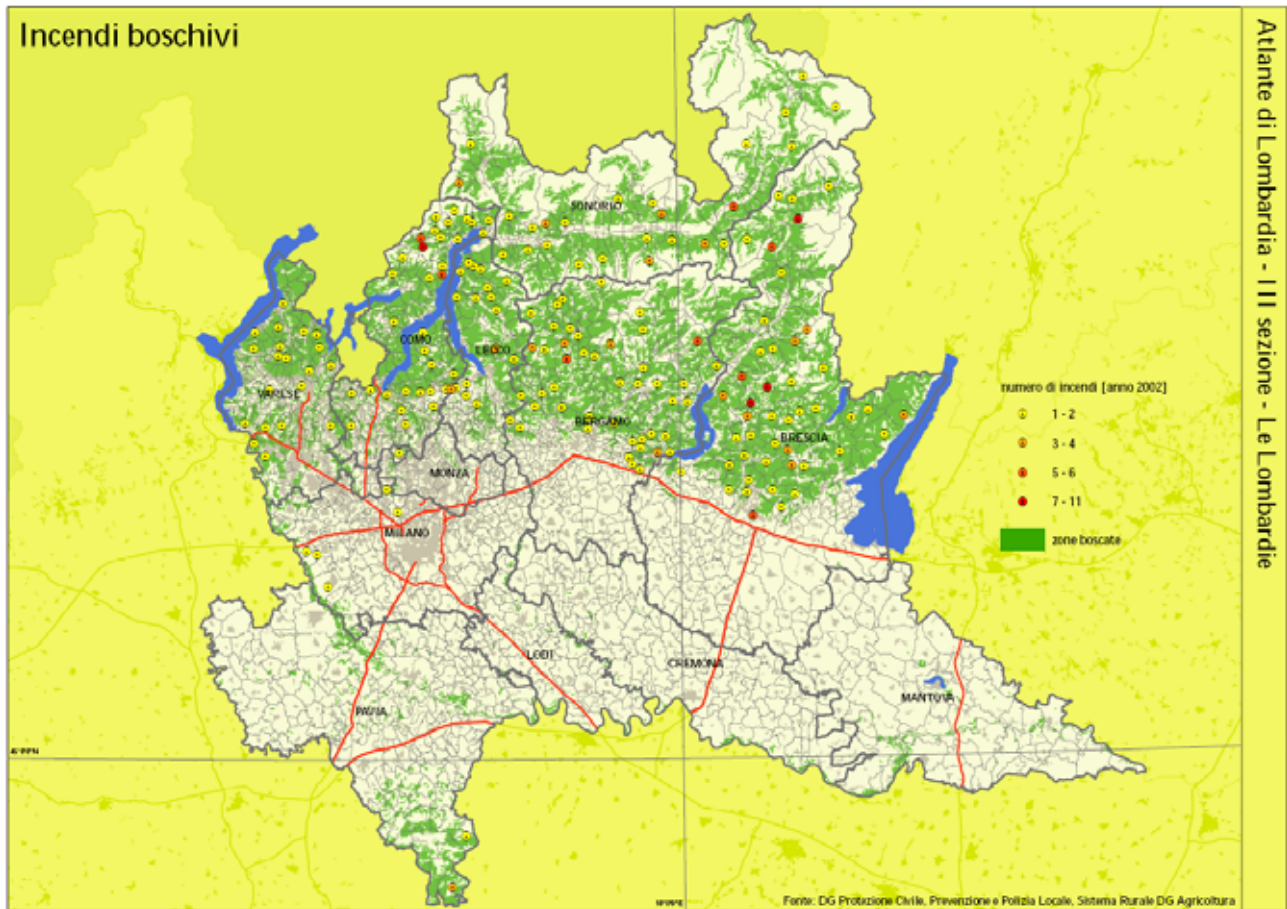 Incendi boschivi
Atlante di Lombardia - III sezione - Le Lombardie
SONDRIO
COMO
LECCO
VARESE
BERGAMO
BRESCIA
MONZA
MILANO
LODI
CREMONA
MANTOVA
PAVIA
numero di incendi [anno 2002]
1 - 2
3 - 4
5 - 6
7 - 11
zone boscate
Fonte: DG Protezione Civile, Prevenzione e Polizia Locale, Sistema Rurale DG Agricoltura